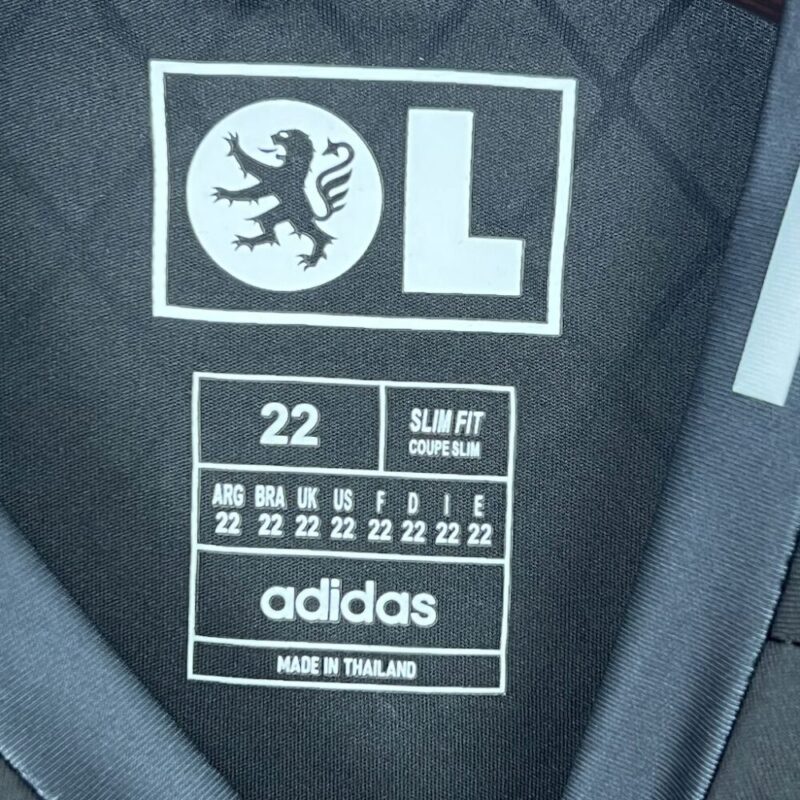 OL
22
SLIM FIT
COUPE SLIM
ARG BRA UK US F D I E
22 22 22 22 22 22 22 22
adidas
MADE IN THAILAND